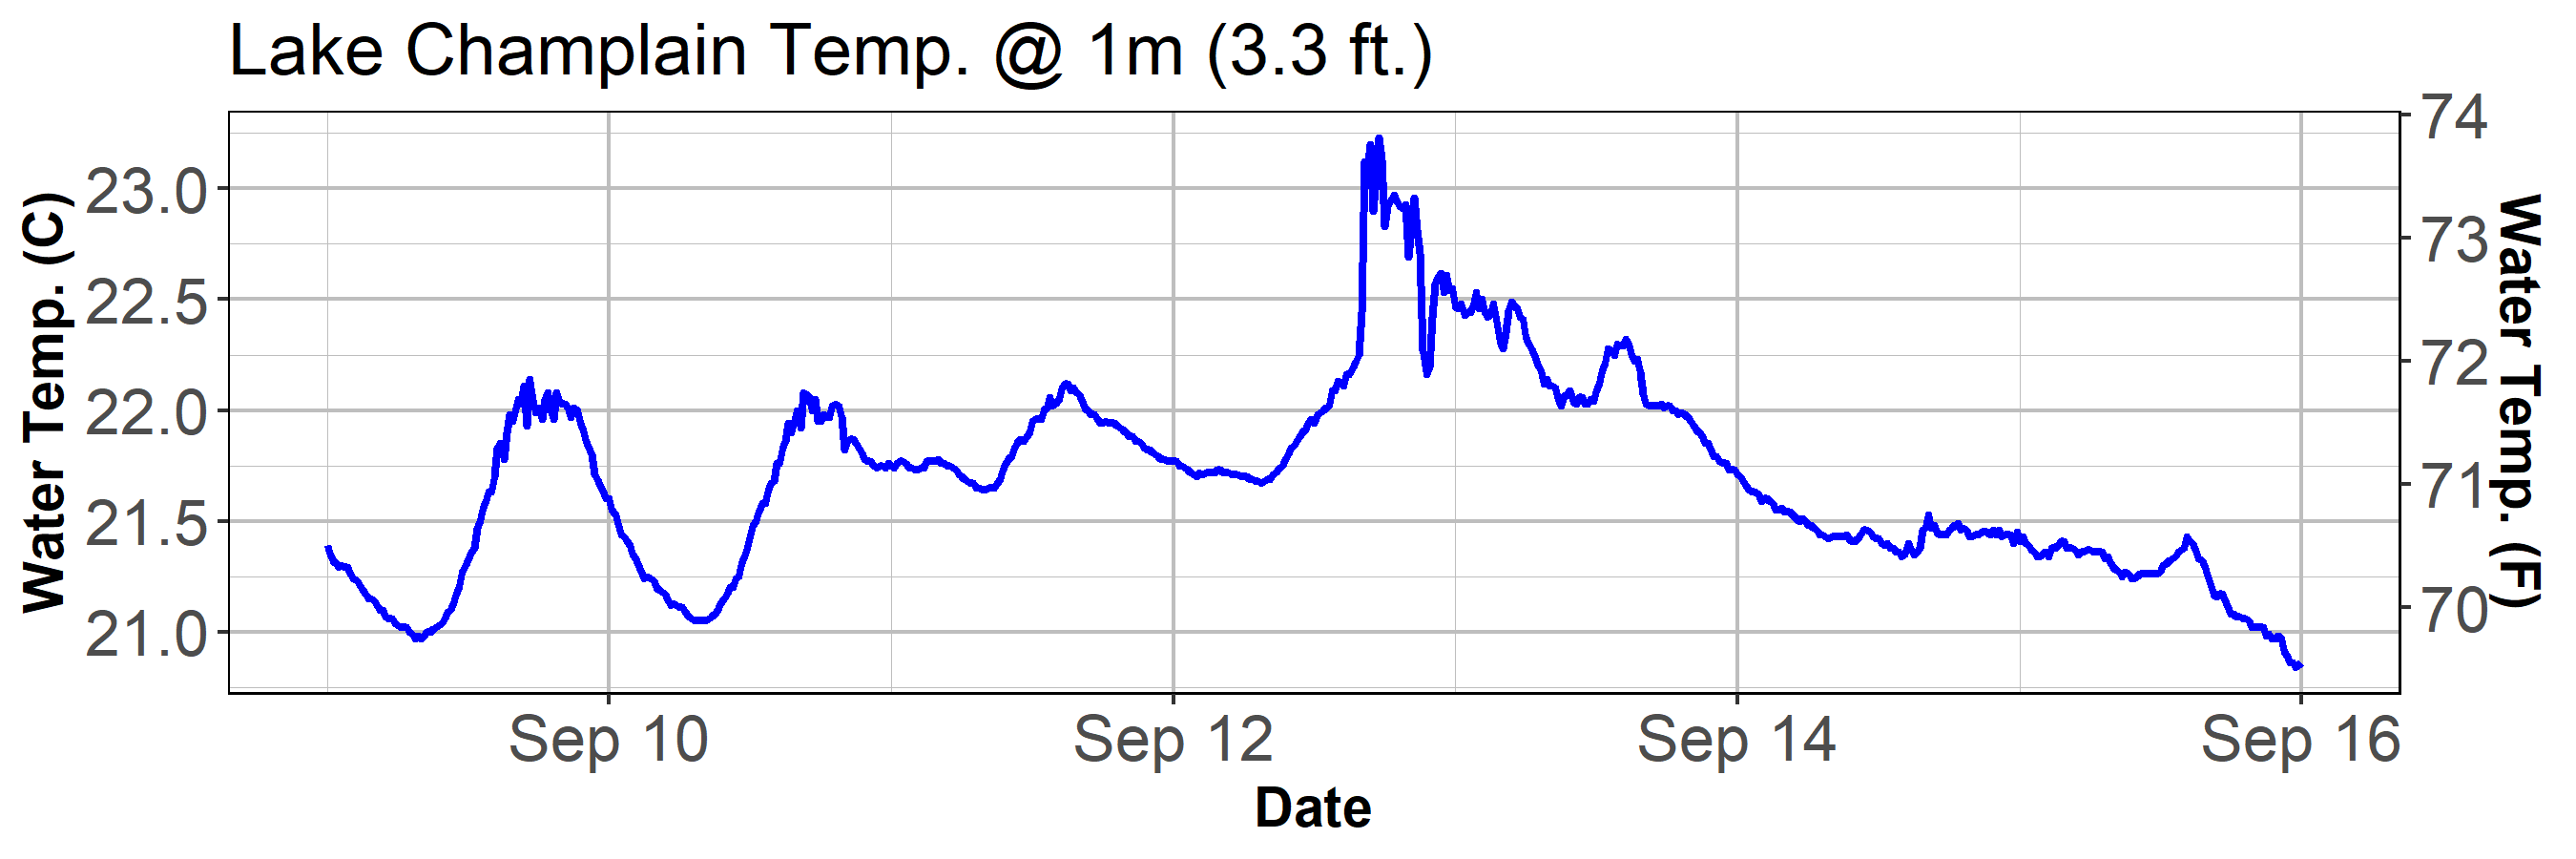 Lake Champlain Temp. @ 1m (3.3 ft.)
Water Temp. (C)
23.0
22.5
22.0
21.5
21.0
74
73
72
71
70
Water Temp. (F)
Sep 10
Sep 12
Sep 14
Sep 16
Date